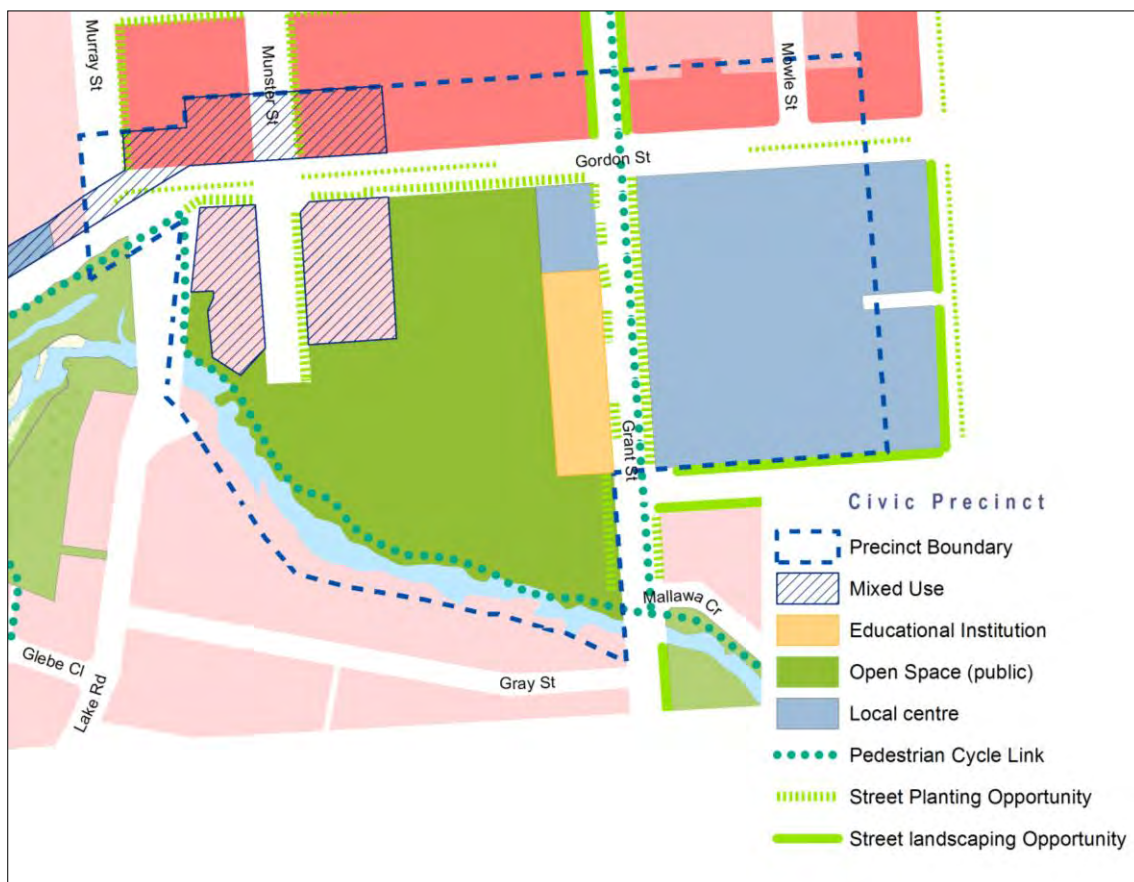 Murray St
Munster St
Mowle St
Gordon St
Grant St
Mallawa Cr
Glebe Cl
Lake Rd
Gray St
Civic Precinct
Precinct Boundary
Mixed Use
Educational Institution
Open Space (public)
Local centre
Pedestrian Cycle Link
Street Planting Opportunity
Street landscaping Opportunity